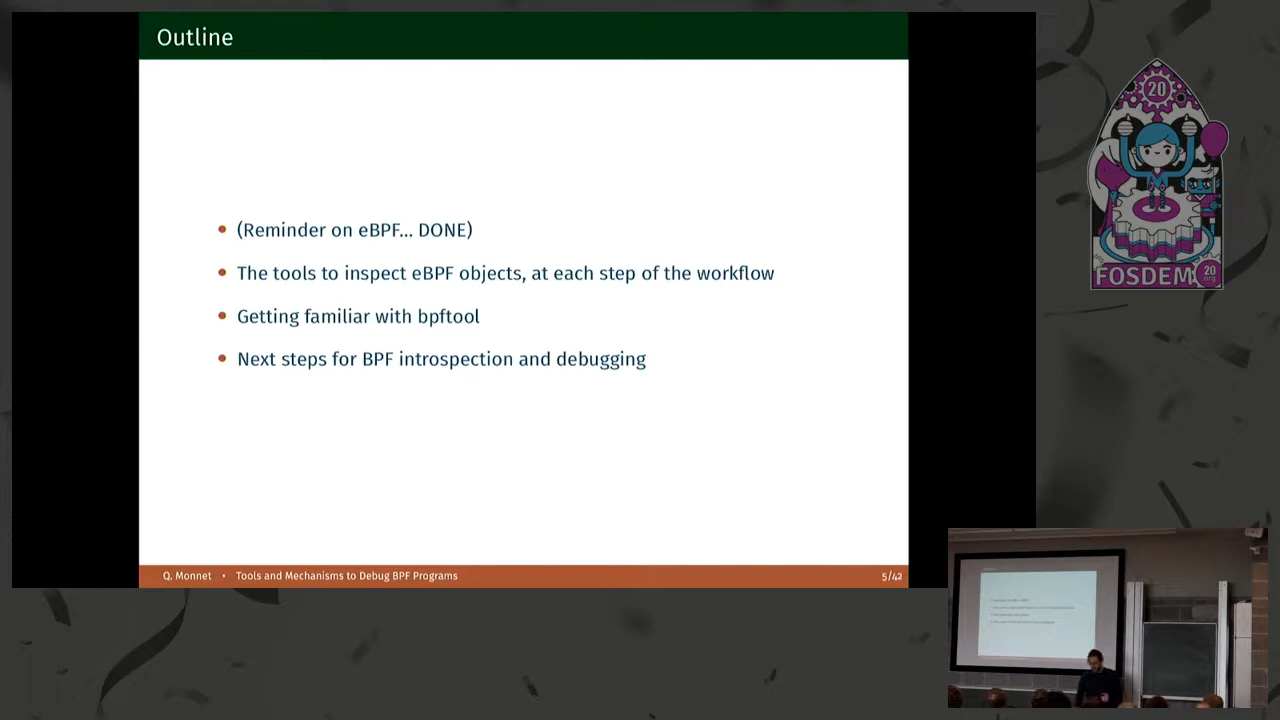 Outline
• (Reminder on eBPF... DONE)
• The tools to inspect eBPF objects, at each step of the workflow
• Getting familiar with bpftool
• Next steps for BPF introspection and debugging
Q. Monnet • Tools and Mechanisms to Debug BPF Programs
5/42
20
FOSDEM
20
.org